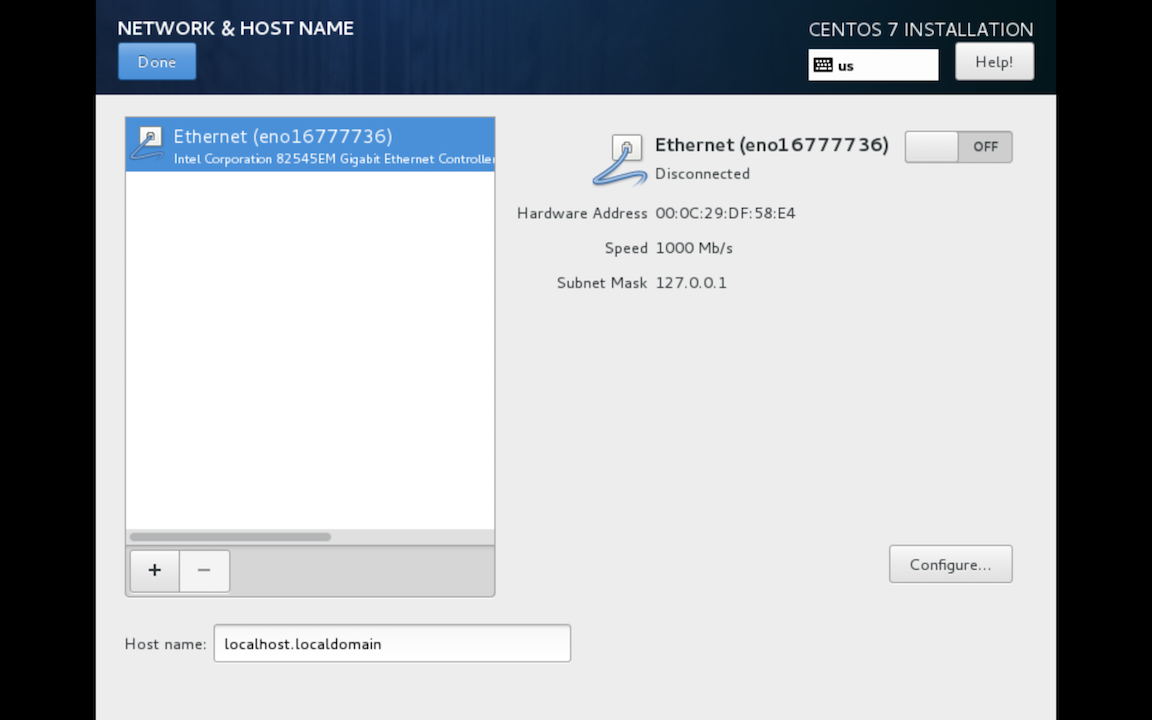 NETWORK & HOST NAME
CENTOS 7 INSTALLATION
Done
us
Help!
Ethernet (eno16777736)
Intel Corporation 82545EM Gigabit Ethernet Controller
Ethernet (eno16777736)
OFF
Disconnected
Hardware Address 00:0C:29:DF:58:E4
Speed 1000 Mb/s
Subnet Mask 127.0.0.1
+ −
Configure...
Host name: localhost.localdomain